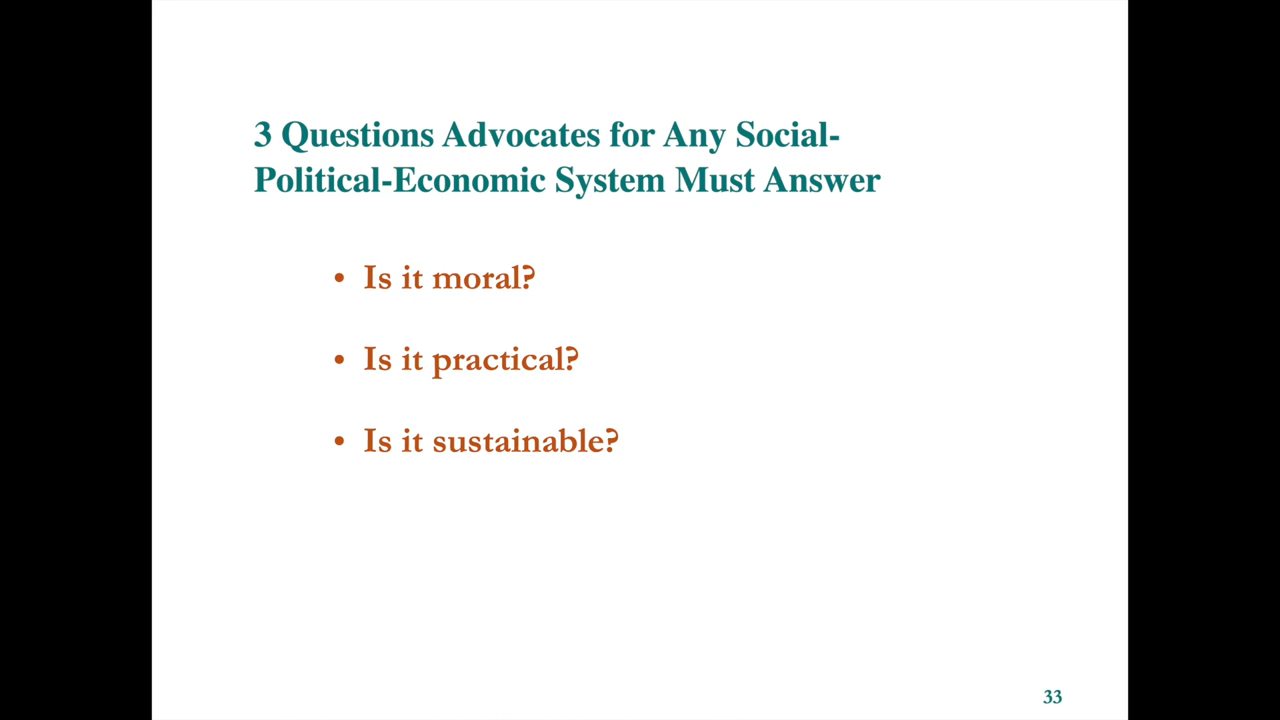 3 Questions Advocates for Any Social-
Political-Economic System Must Answer
• Is it moral?
• Is it practical?
• Is it sustainable?
33